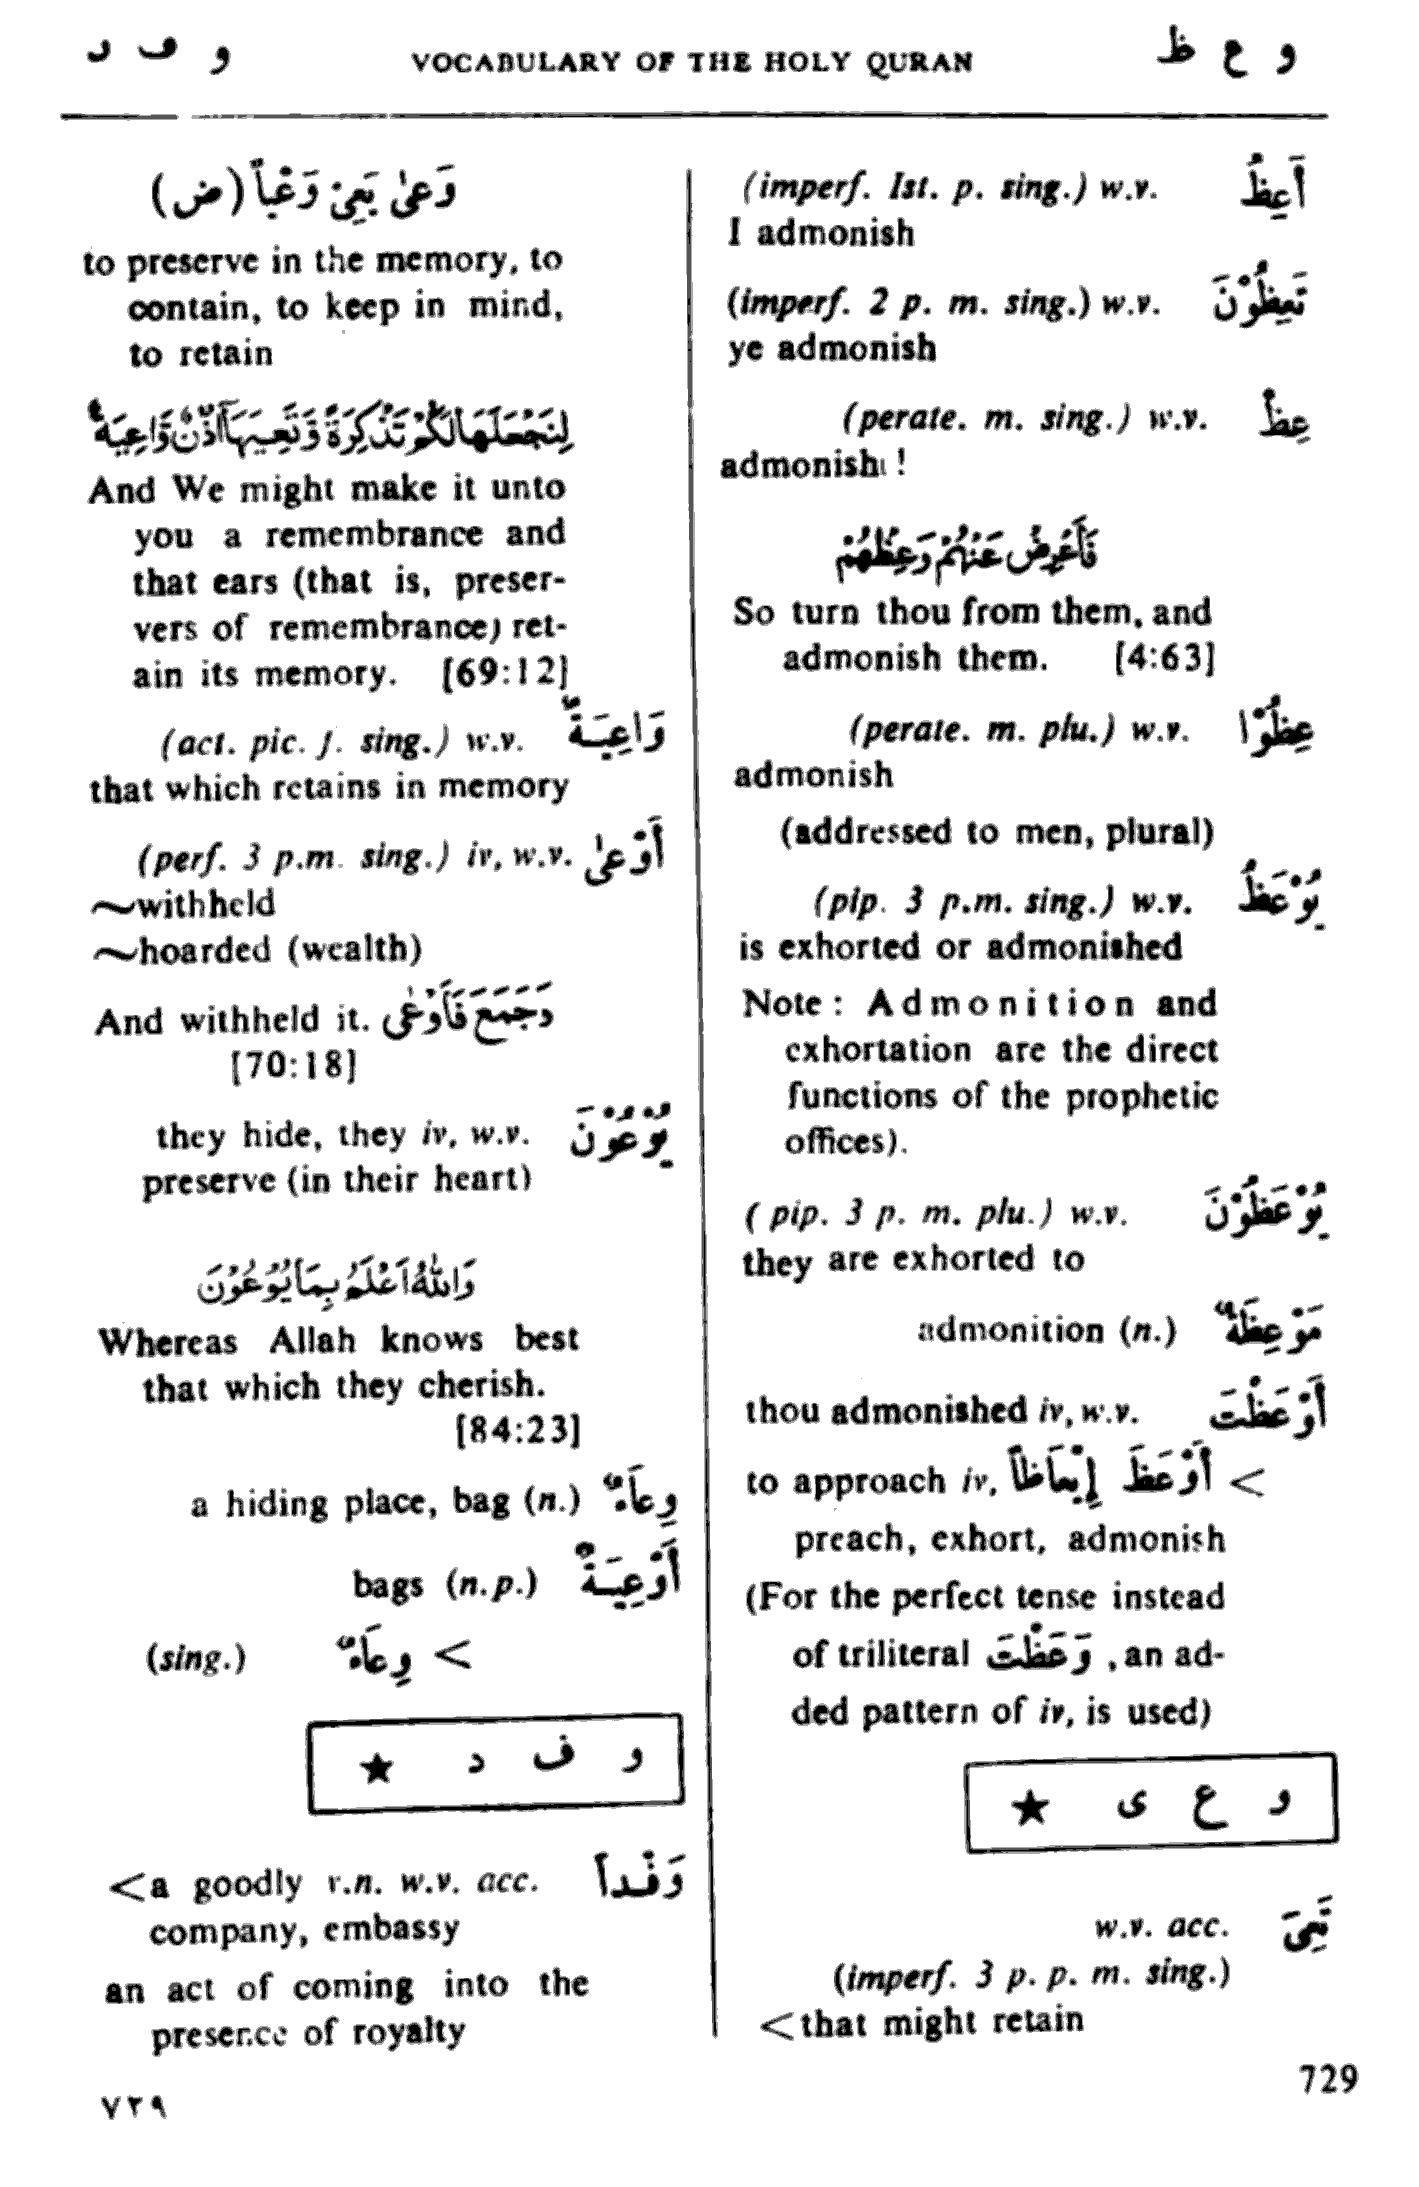 و ع ظ
VOCABULARY OF THE HOLY QURAN
و ف د
(imperf. Ist. p. sing.) w.v. أَعِظُ
I admonish
(imperf. 2 p. m. sing.) w.v. تَعِظُوْنَ
ye admonish
(perate. m. sing.) w.v. عِظْ
admonish !
فَأَعْرِضْ عَنْهُمْ وَعِظْهُمْ
So turn thou from them, and
admonish them. [4:63]
(perate. m. plu.) w.v. عِظُوْا
admonish
(addressed to men, plural)
(pip. 3 p.m. sing.) w.v. يُوْعَظُ
is exhorted or admonished
Note : Admonition and
exhortation are the direct
functions of the prophetic
offices).
( pip. 3 p. m. plu.) w.v. يُوْعَظُوْنَ
they are exhorted to
admonition (n.) مَوْعِظَةٌ
thou admonished iv, w.v. أَوْعَظْتَ
to approach iv, أَوْعَظَ إِيْعَاظاً >
preach, exhort, admonish
(For the perfect tense instead
of triliteral وَعَظْتَ , an ad-
ded pattern of iv, is used)
و ع ى ★
w.v. acc. تَعِيَ
(imperf. 3 p. p. m. sing.)
<that might retain
وَعىٰ يَعِيْ وَعْياً (ض)
to preserve in the memory, to
contain, to keep in mind,
to retain
لِنَجْعَلَهَا لَكُمْ تَذْكِرَةً وَّتَعِيَهَآ اُذُنٌ وَّاعِيَةٌ
And We might make it unto
you a remembrance and
that ears (that is, preser-
vers of remembrance) ret-
ain its memory. [69:12]
(act. pic. f. sing.) w.v. وَاعِيَةٌ
that which retains in memory
(perf. 3 p.m. sing.) iv, w.v. أَوْعىٰ
~withheld
~hoarded (wealth)
And withheld it. وَجَمَعَ فَأَوْعٰى
[70:18]
they hide, they iv, w.v. يُوْعُوْنَ
preserve (in their heart)
وَاللّٰهُ اَعْلَمُ بِمَا يُوْعُوْنَ
Whereas Allah knows best
that which they cherish.
[84:23]
a hiding place, bag (n.) وِعَاءٌ
bags (n.p.) أَوْعِيَةٌ
(sing.) وِعَاءٌ >
و ف د ★
<a goodly v.n. w.v. acc. وَفْداً
company, embassy
an act of coming into the
presence of royalty
729
٧٢٩